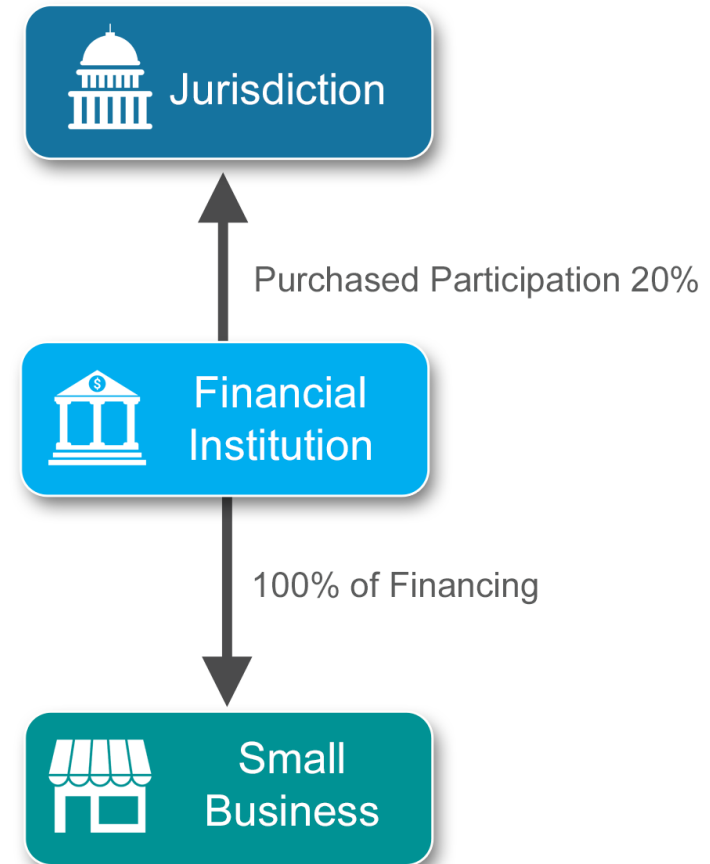 Jurisdiction
Purchased Participation 20%
$
Financial
Institution
100% of Financing
Small
Business